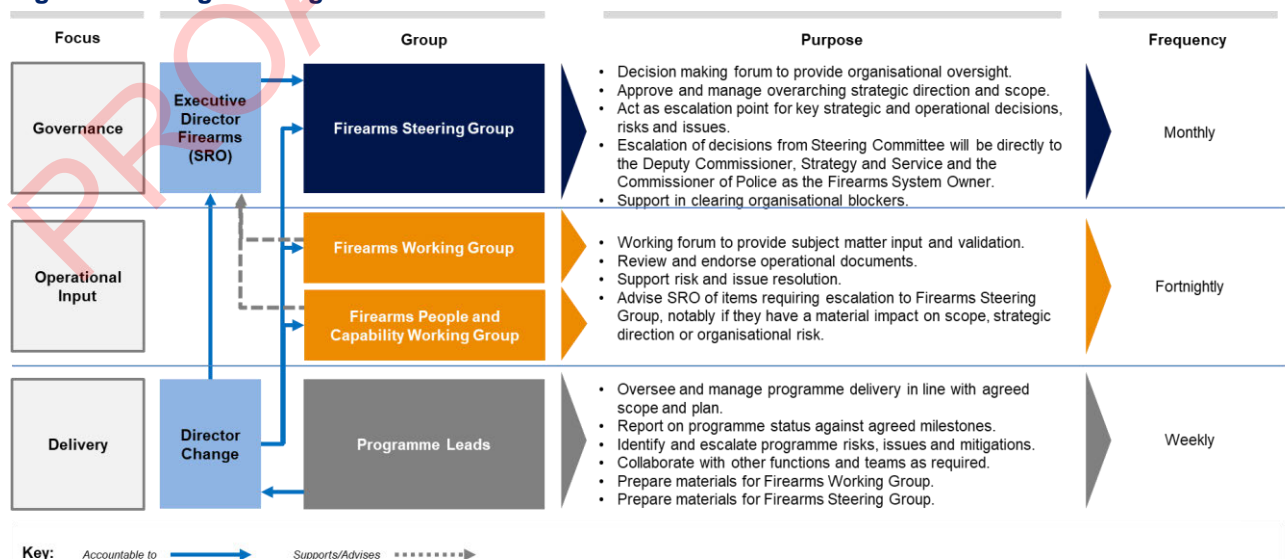 Focus
Group
Purpose
Frequency
Governance
Executive
Director
Firearms
(SRO)
Firearms Steering Group
• Decision making forum to provide organisational oversight.
• Approve and manage overarching strategic direction and scope.
• Act as escalation point for key strategic and operational decisions,
risks and issues.
• Escalation of decisions from Steering Committee will be directly to
the Deputy Commissioner, Strategy and Service and the
Commissioner of Police as the Firearms System Owner.
• Support in clearing organisational blockers.
Monthly
Operational
Input
Firearms Working Group
Firearms People and
Capability Working Group
• Working forum to provide subject matter input and validation.
• Review and endorse operational documents.
• Support risk and issue resolution.
• Advise SRO of items requiring escalation to Firearms Steering
Group, notably if they have a material impact on scope, strategic
direction or organisational risk.
Fortnightly
Delivery
Director
Change
Programme Leads
• Oversee and manage programme delivery in line with agreed
scope and plan.
• Report on programme status against agreed milestones.
• Identify and escalate programme risks, issues and mitigations.
• Collaborate with other functions and teams as required.
• Prepare materials for Firearms Working Group.
• Prepare materials for Firearms Steering Group.
Weekly
Key: Accountable to Supports/Advises